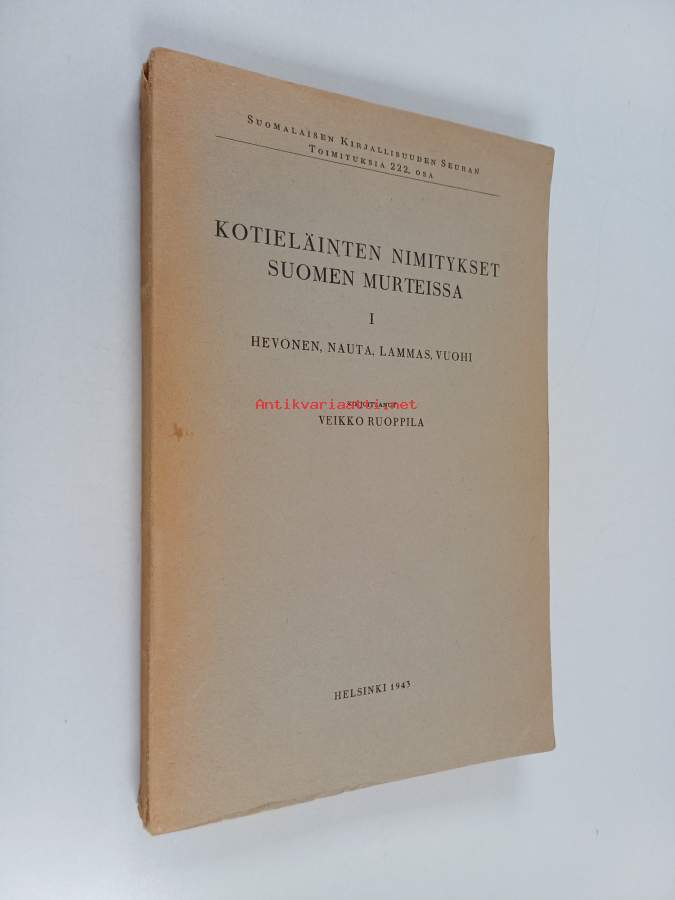 SUOMALAISEN KIRJALLISUUDEN SEURAN
TOIMITUKSIA 222. OSA
KOTIELÄINTEN NIMITYKSET
SUOMEN MURTEISSA
I
HEVONEN, NAUTA, LAMMAS, VUOHI
Antikvariaatti.net
VEIKKO RUOPPILA
HELSINKI 1943